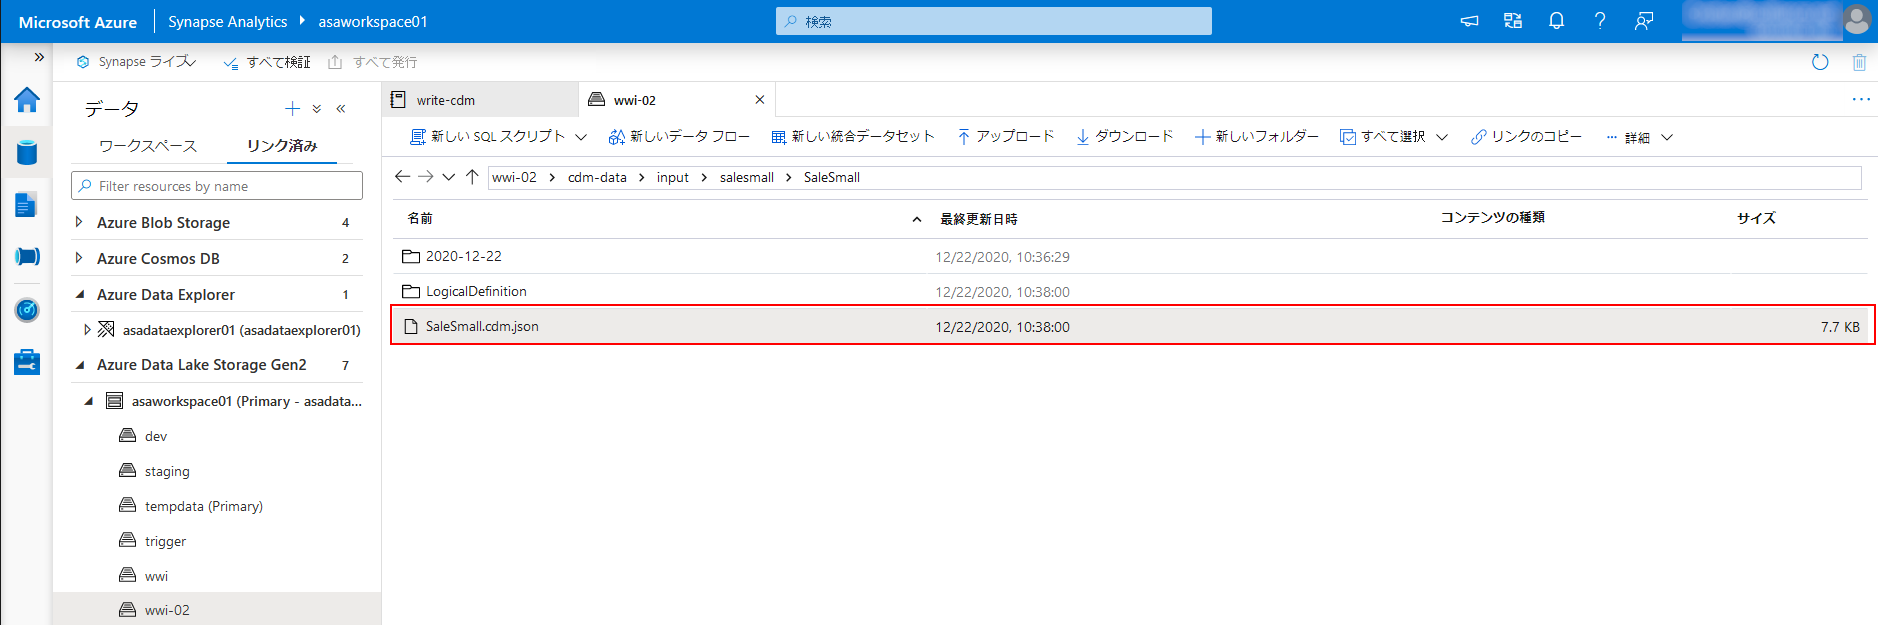 Microsoft Azure Synapse Analytics asaworkspace01 検索
Synapse ライブ すべて検証 すべて発行
データ
ワークスペース リンク済み
Filter resources by name
Azure Blob Storage 4
Azure Cosmos DB 2
Azure Data Explorer 1
asadataexplorer01 (asadataexplorer01)
Azure Data Lake Storage Gen2 7
asaworkspace01 (Primary - asadata...
dev
staging
tempdata (Primary)
trigger
wwi
wwi-02
write-cdm wwi-02
新しい SQL スクリプト 新しいデータ フロー 新しい統合データセット アップロード ダウンロード 新しいフォルダー すべて選択 リンクのコピー 詳細
wwi-02 cdm-data input salesmall SaleSmall
名前 最終更新日時 コンテンツの種類 サイズ
2020-12-22 12/22/2020, 10:36:29
LogicalDefinition 12/22/2020, 10:38:00
SaleSmall.cdm.json 12/22/2020, 10:38:00 7.7 KB